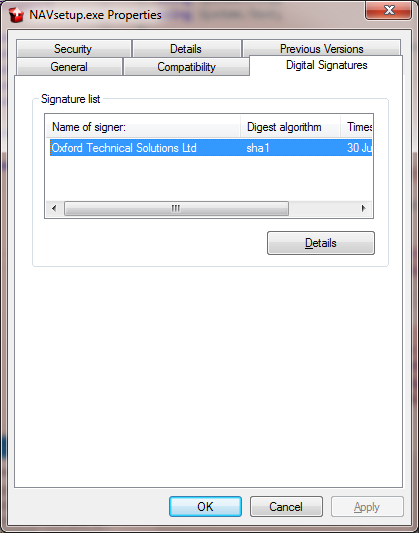 NAVsetup.exe Properties
Security Details Previous Versions
General Compatibility Digital Signatures
Signature list
Name of signer: Digest algorithm Times
Oxford Technical Solutions Ltd sha1 30 Ju
Details
OK Cancel Apply